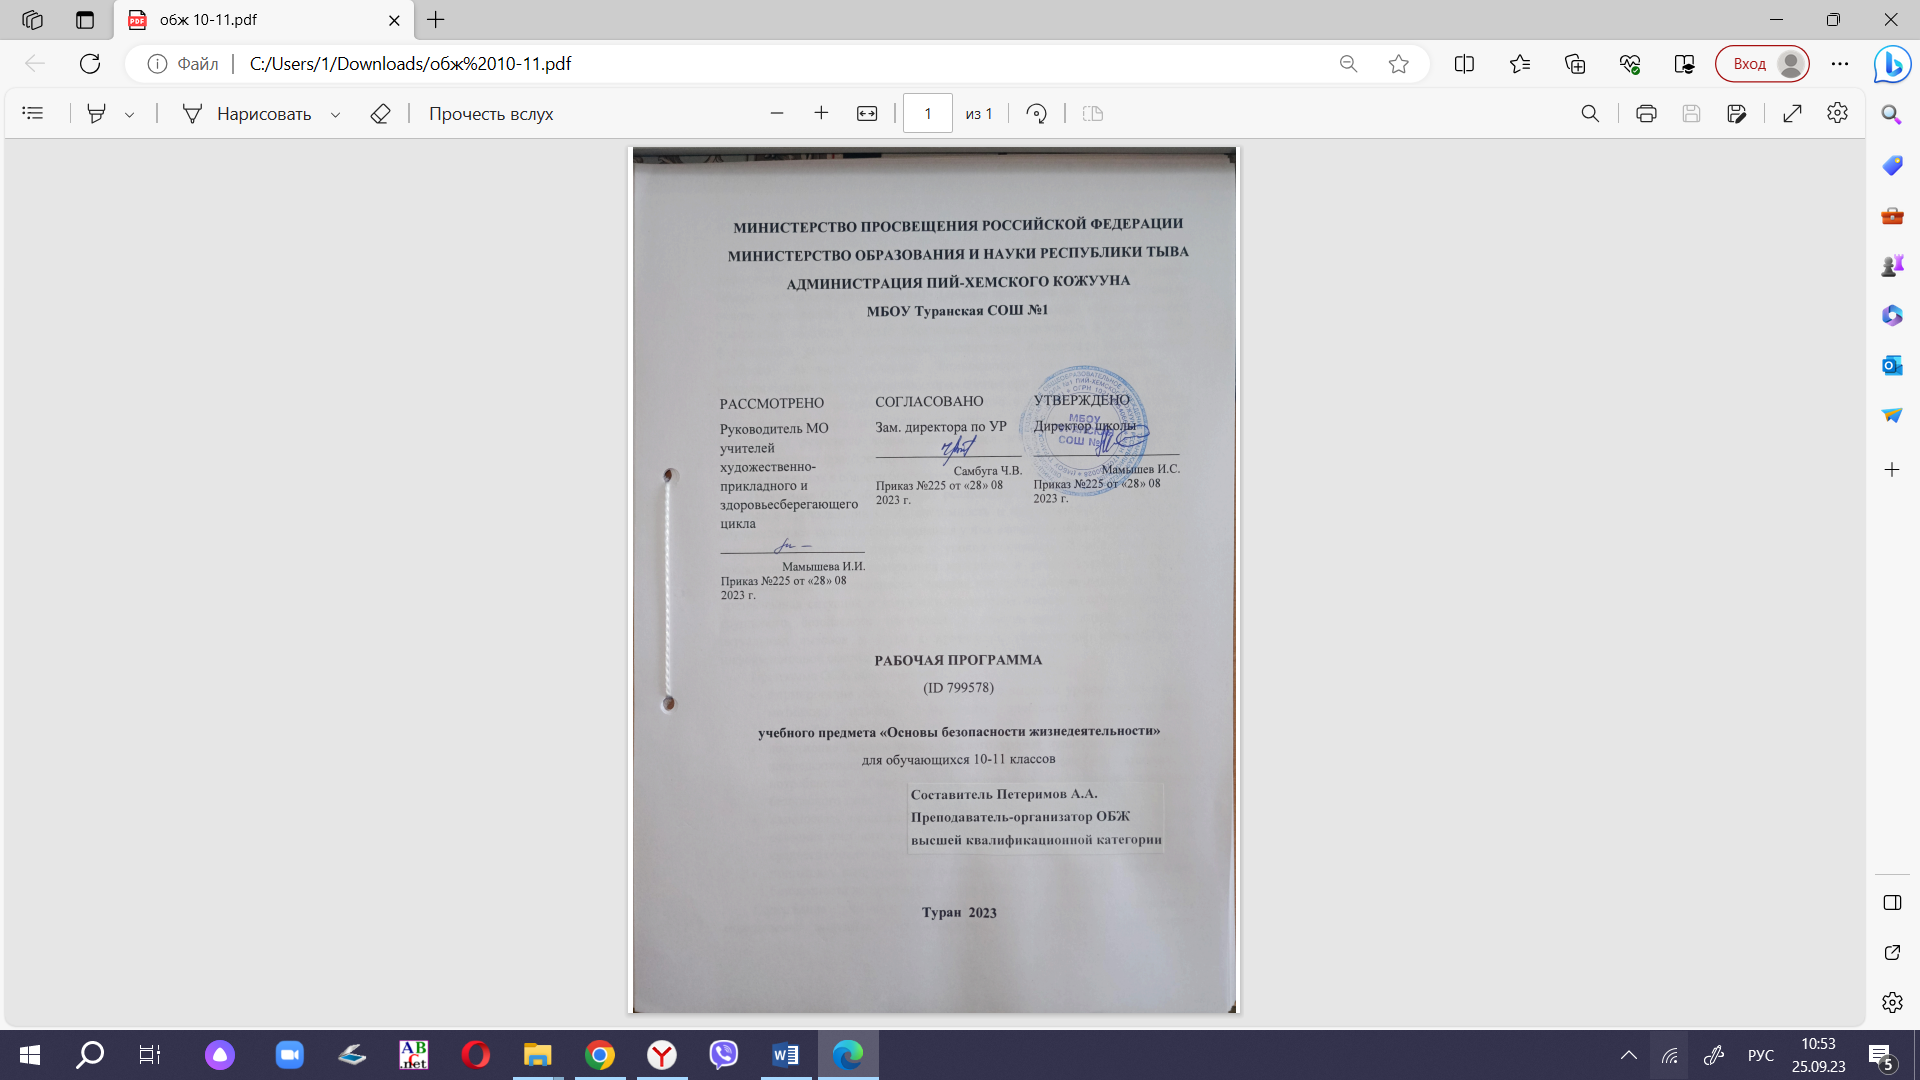 обж 10-11.pdf
Файл
C:/Users/1/Downloads/обж%2010-11.pdf
Вход
Нарисовать
Прочесть вслух
1
из 1
МИНИСТЕРСТВО ПРОСВЕЩЕНИЯ РОССИЙСКОЙ ФЕДЕРАЦИИ
МИНИСТЕРСТВО ОБРАЗОВАНИЯ И НАУКИ РЕСПУБЛИКИ ТЫВА
АДМИНИСТРАЦИЯ ПИЙ-ХЕМСКОГО КОЖУУНА
МБОУ Туранская СОШ №1
РАССМОТРЕНО
Руководитель МО
учителей
художественно-
прикладного и
здоровьесберегающего
цикла
Мамышева И.И.
Приказ №225 от «28» 08
2023 г.
СОГЛАСОВАНО
Зам. директора по УР
Самбуга Ч.В.
Приказ №225 от «28» 08
2023 г.
УТВЕРЖДЕНО
Директор школы
Мамышев И.С.
Приказ №225 от «28» 08
2023 г.
МБОУ
СОШ №
РАБОЧАЯ ПРОГРАММА
(ID 799578)
учебного предмета «Основы безопасности жизнедеятельности»
для обучающихся 10-11 классов
Составитель Петеримов А.А.
Преподаватель-организатор ОБЖ
высшей квалификационной категории
Туран 2023
РУС
10:53
25.09.23
5